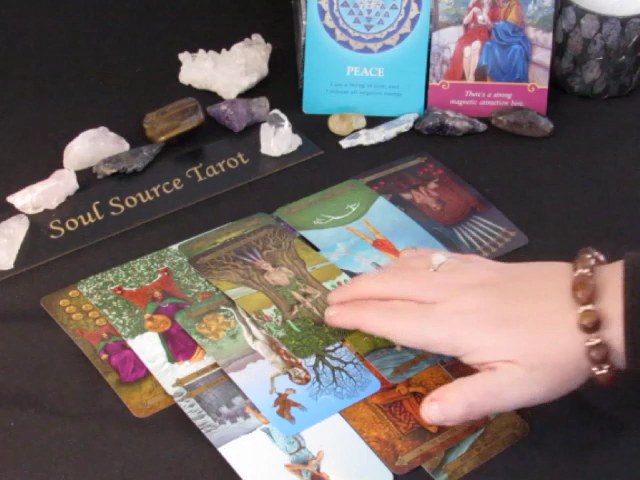 PEACE
There's a strong
magnetic attraction here.
Soul Source Tarot